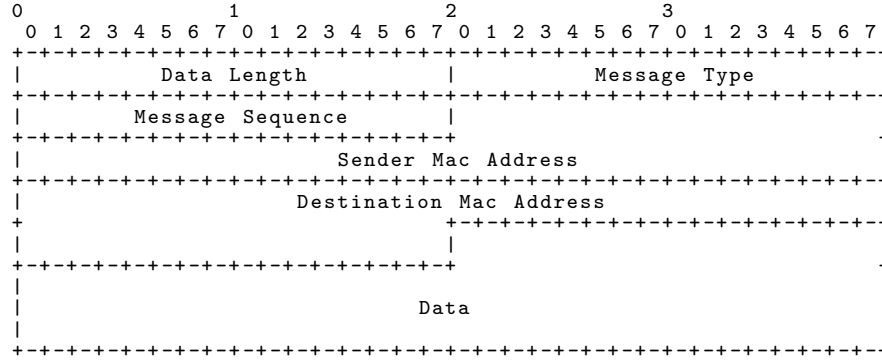 0 1 2 3
0 1 2 3 4 5 6 7 0 1 2 3 4 5 6 7 0 1 2 3 4 5 6 7 0 1 2 3 4 5 6 7
+-+-+-+-+-+-+-+-+-+-+-+-+-+-+-+-+-+-+-+-+-+-+-+-+-+-+-+-+-+-+-+-
| Data Length | Message Type
+-+-+-+-+-+-+-+-+-+-+-+-+-+-+-+-+-+-+-+-+-+-+-+-+-+-+-+-+-+-+-+-
| Message Sequence |
+-+-+-+-+-+-+-+-+-+-+-+-+-+-+-+-+ -
| Sender Mac Address
+-+-+-+-+-+-+-+-+-+-+-+-+-+-+-+-+-+-+-+-+-+-+-+-+-+-+-+-+-+-+-+-
| Destination Mac Address
+ +-+-+-+-+-+-+-+-+-+-+-+-+-+-+-+-
| |
+-+-+-+-+-+-+-+-+-+-+-+-+-+-+-+-+ -
|
| Data
|
+-+-+-+-+-+-+-+-+-+-+-+-+-+-+-+-+-+-+-+-+-+-+-+-+-+-+-+-+-+-+-+-